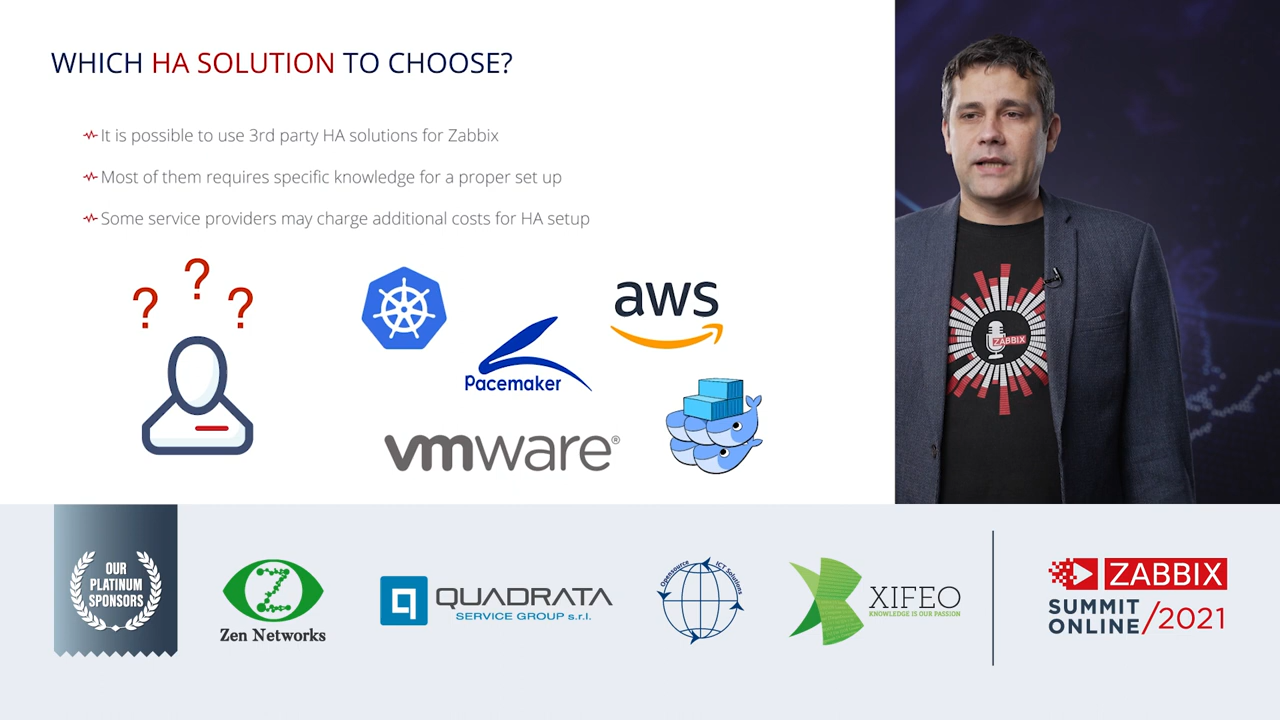 WHICH HA SOLUTION TO CHOOSE?
It is possible to use 3rd party HA solutions for Zabbix
Most of them requires specific knowledge for a proper set up
Some service providers may charge additional costs for HA setup
? ? ?
aws
Pacemaker
vmware®
ZABBIX
OUR
PLATINUM
SPONSORS
Zen Networks
QUADRATA
SERVICE GROUP s.r.l.
Opensource ICT Solutions
XIFEO
KNOWLEDGE IS OUR PASSION
ZABBIX
SUMMIT
ONLINE /2021